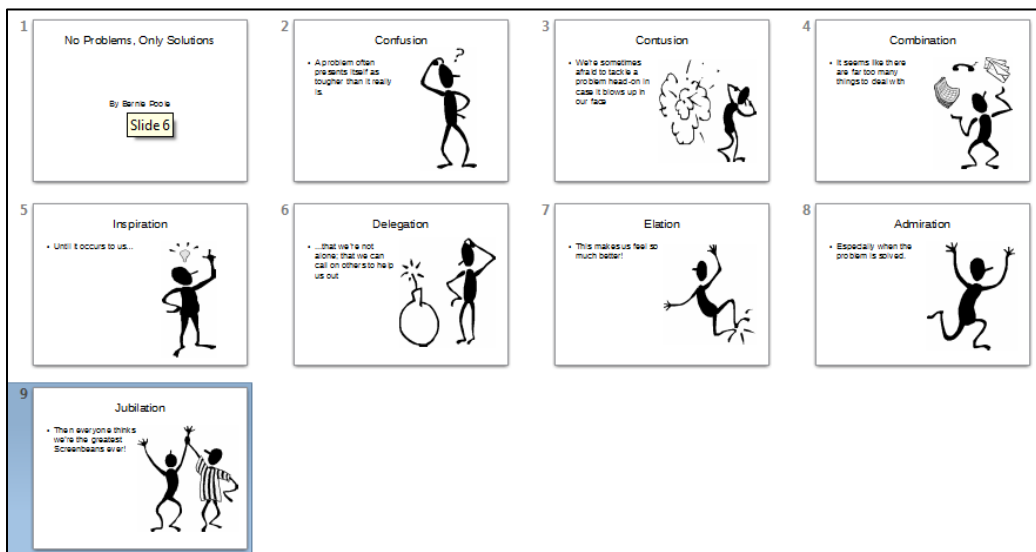 1
No Problems, Only Solutions
By Bernie Poole
Slide 6
2
Confusion
• A problem often
presents itself as
tougher than it really
is.
?
3
Contusion
• We're sometimes
afraid to tackle a
problem head-on in
case it blows up in
our face
4
Combination
• It seems like there
are far too many
things to deal with
5
Inspiration
• Until it occurs to us...
6
Delegation
• ...that we're not
alone; that we can
call on others to help
us out
7
Elation
• This makes us feel so
much better!
8
Admiration
• Especially when the
problem is solved.
9
Jubilation
• Then everyone thinks
we're the greatest
Screenbeans ever!